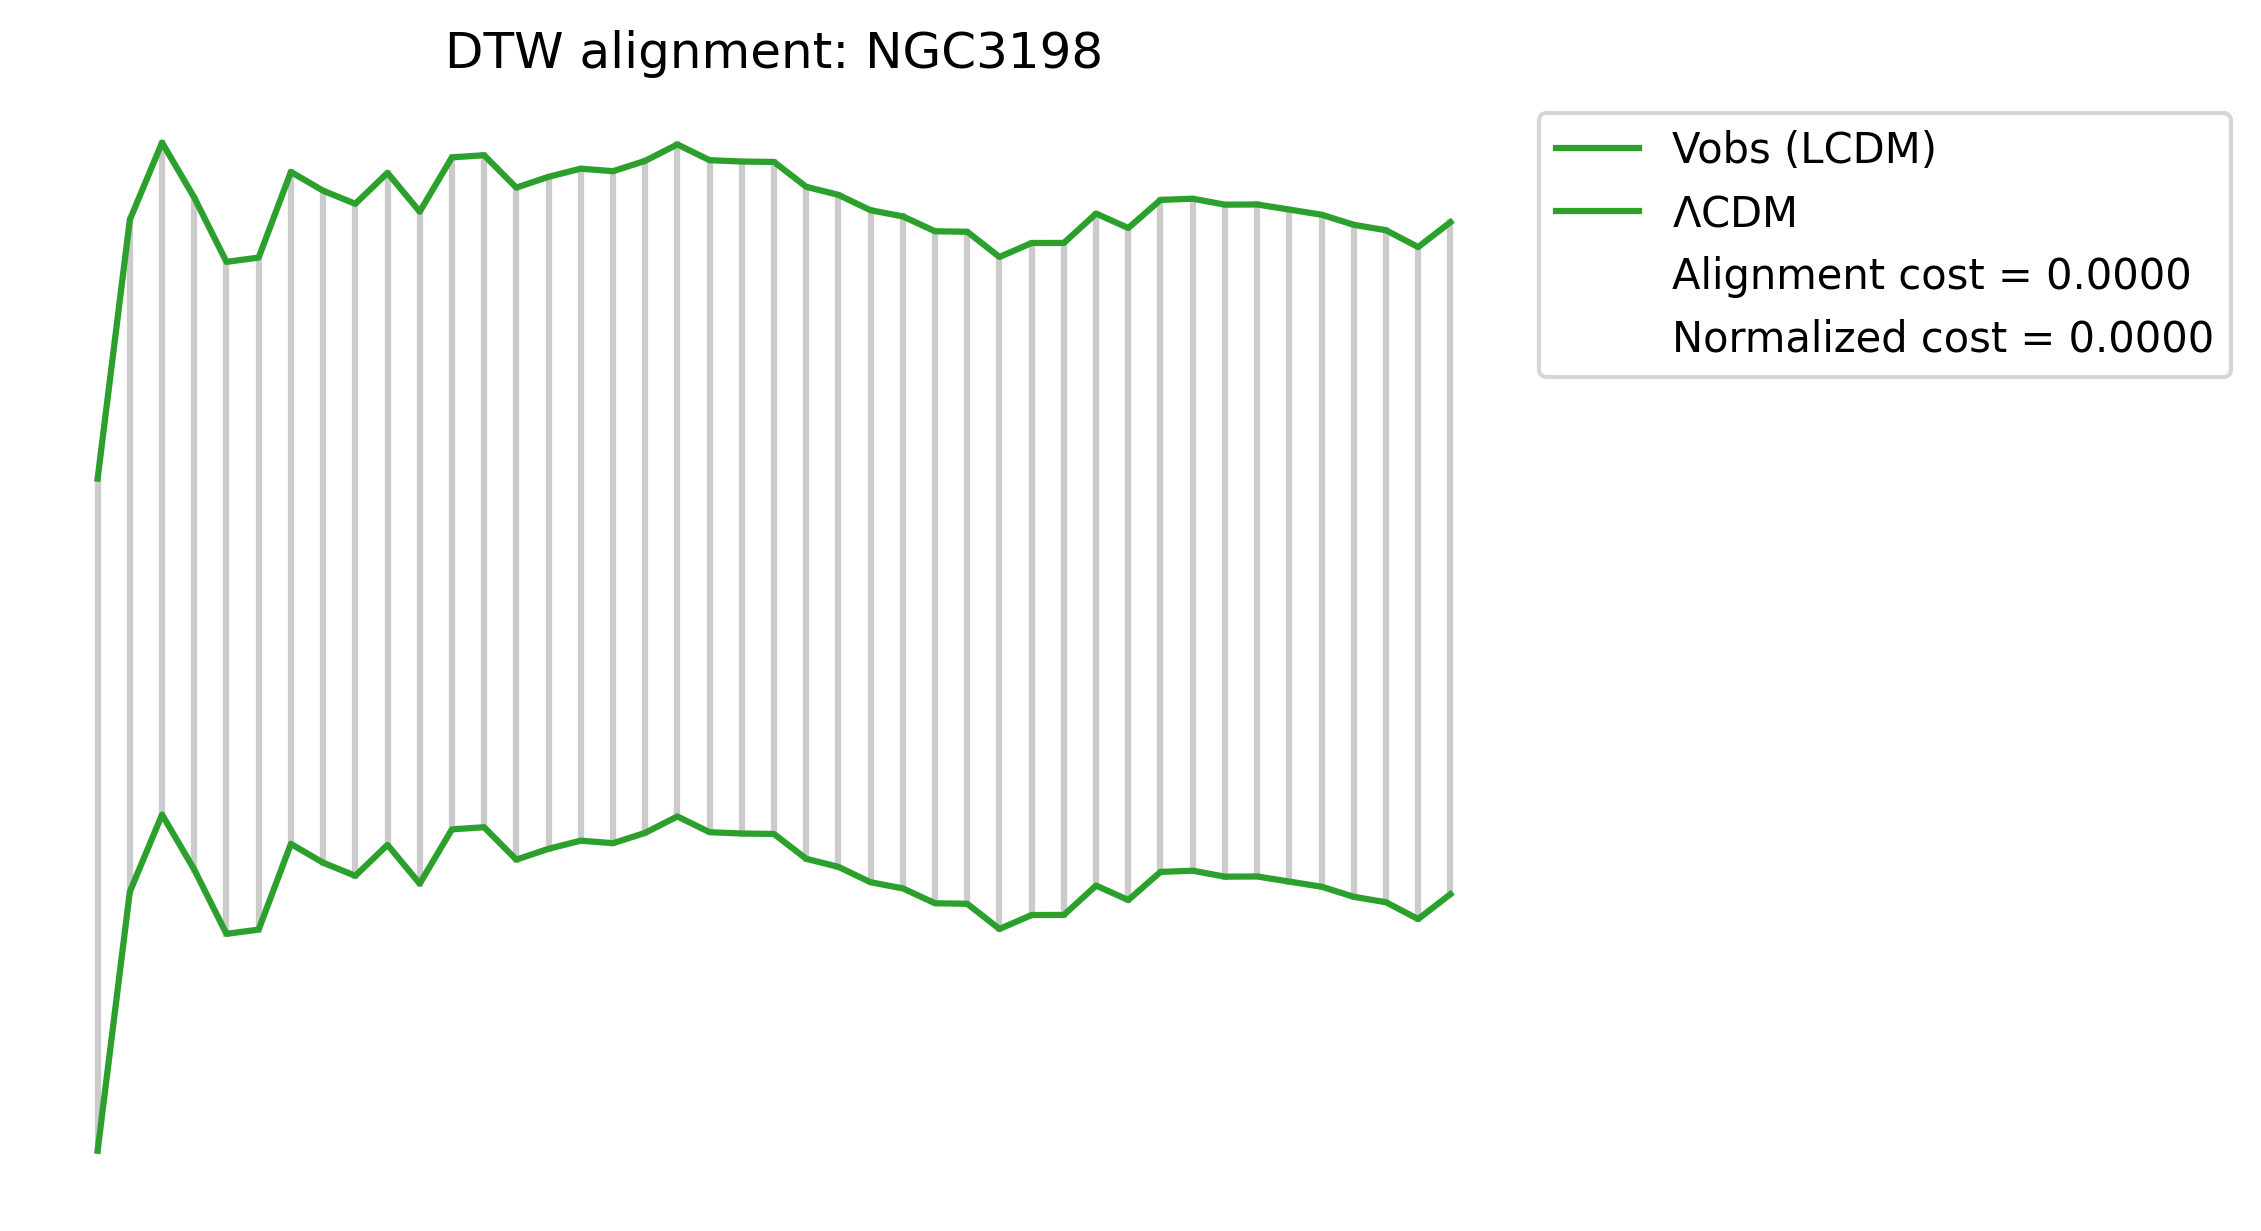 DTW alignment: NGC3198
Vobs (LCDM)
ΛCDM
Alignment cost = 0.0000
Normalized cost = 0.0000